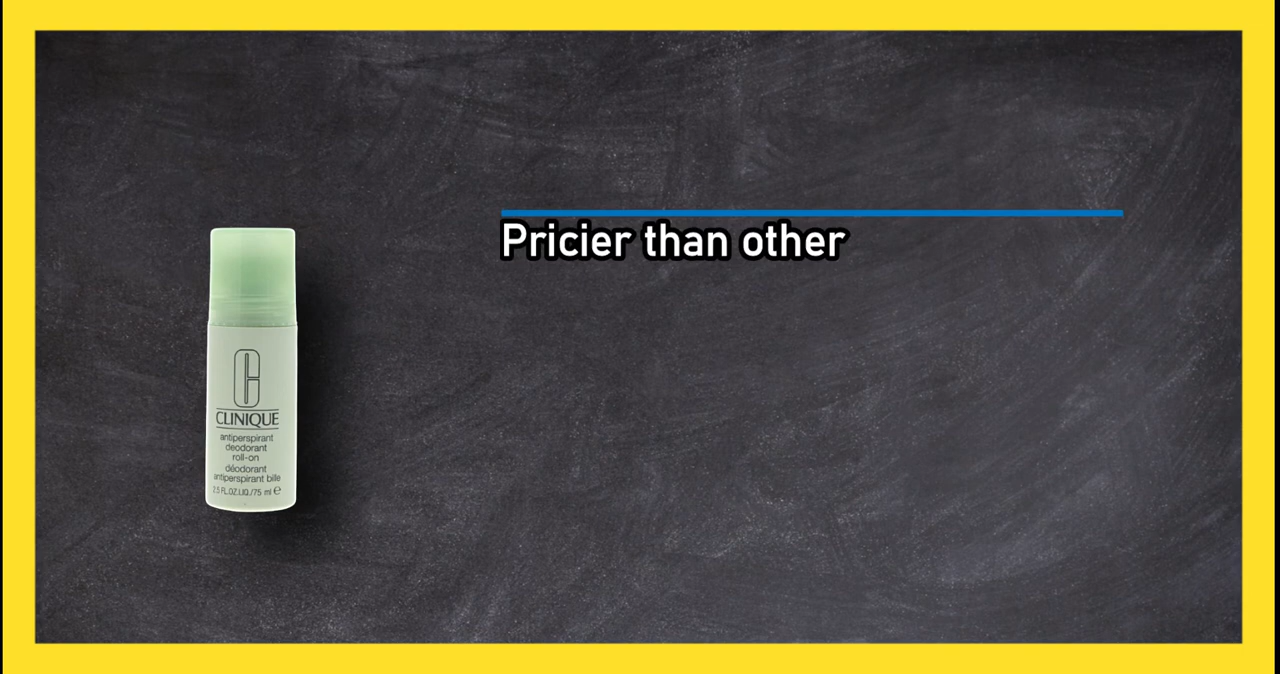 Pricier than other
CLINIQUE
antiperspirant
deodorant
roll-on
déodorant
antiperspirant bille
2.5 FL.OZ.LIQ./75 ml ℮